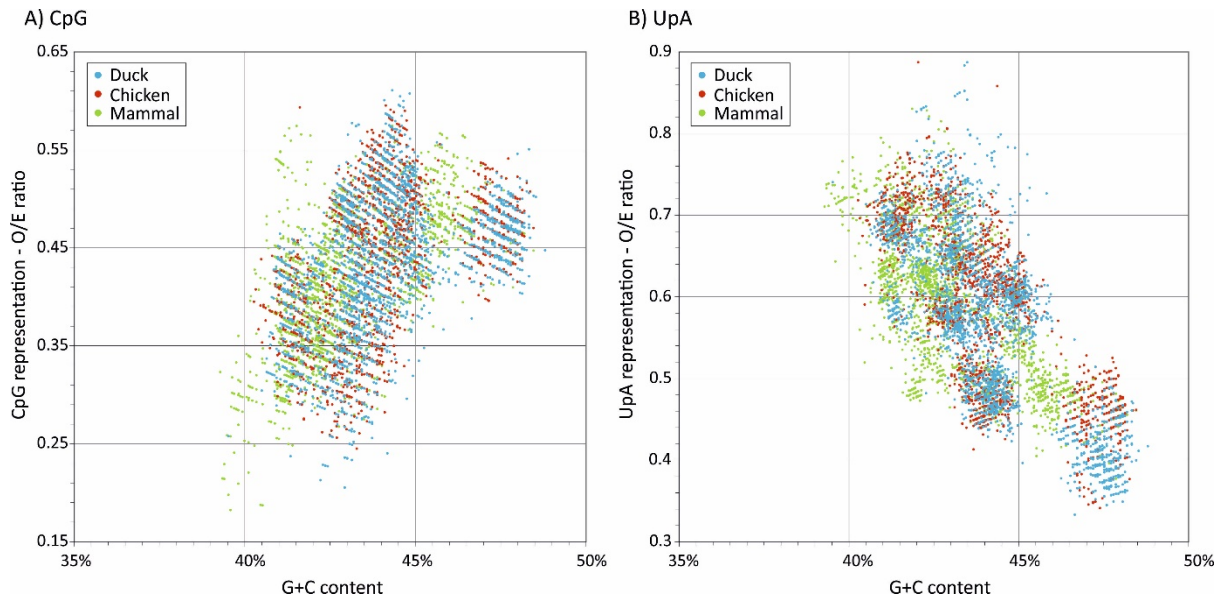 A) CpG
0.65
0.55
0.45
0.35
0.25
0.15
CpG representation - O/E ratio
Duck
Chicken
Mammal
35%
40%
45%
50%
G+C content
B) UpA
0.9
0.8
0.7
0.6
0.5
0.4
0.3
UpA representation - O/E ratio
Duck
Chicken
Mammal
35%
40%
45%
50%
G+C content